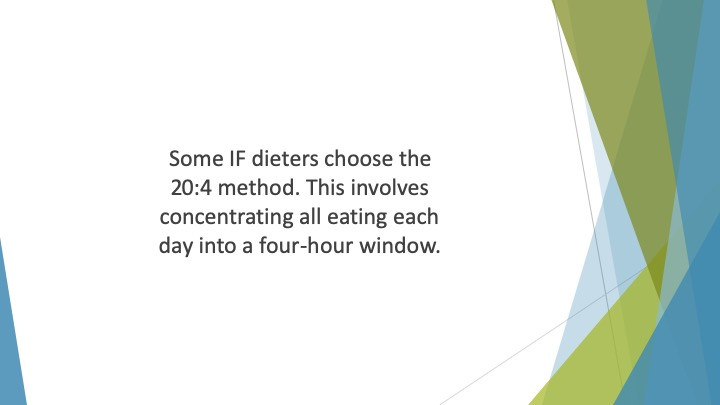 Some IF dieters choose the
20:4 method. This involves
concentrating all eating each
day into a four-hour window.